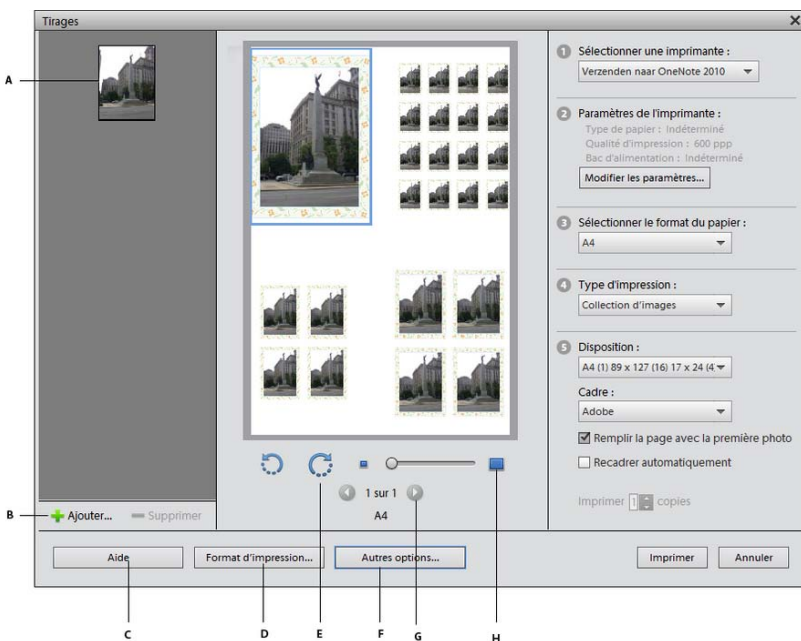 Tirages
A
B
Ajouter...
Supprimer
1 sur 1
A4
1 Sélectionner une imprimante :
Verzenden naar OneNote 2010
2 Paramètres de l'imprimante :
Type de papier : Indéterminé
Qualité d'impression : 600 ppp
Bac d'alimentation : Indéterminé
Modifier les paramètres...
3 Sélectionner le format du papier :
A4
4 Type d'impression :
Collection d'images
5 Disposition :
A4 (1) 89 x 127 (16) 17 x 24 (4
Cadre :
Adobe
Remplir la page avec la première photo
Recadrer automatiquement
Imprimer 1 copies
Aide
Format d'impression...
Autres options...
Imprimer
Annuler
C
D
E
F
G
H